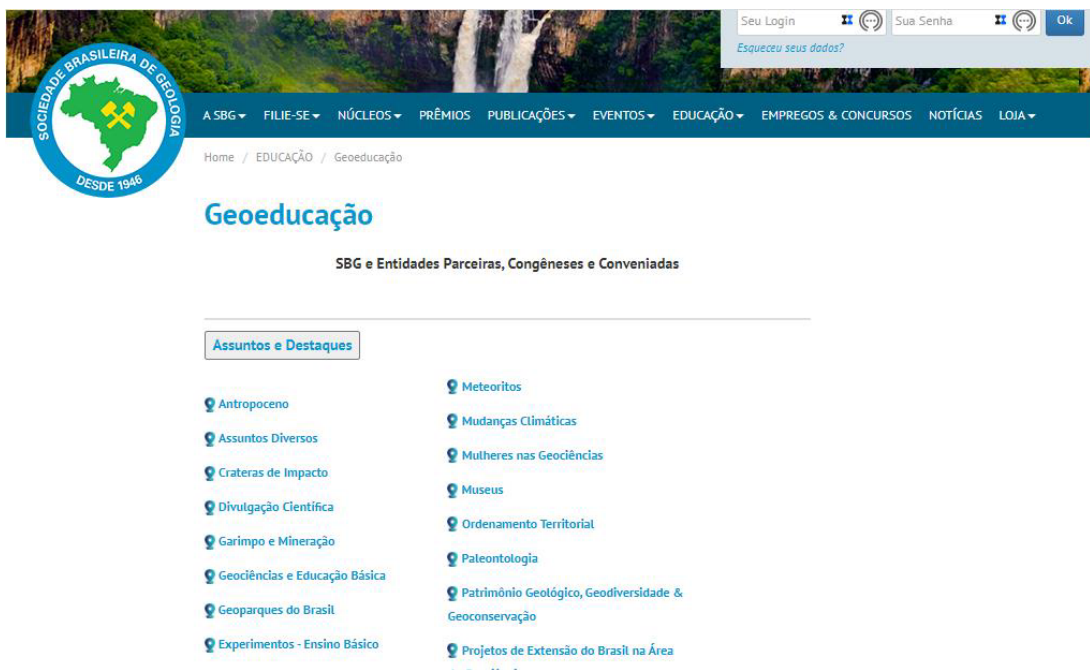 Seu Login
Sua Senha
Ok
Esqueceu seus dados?
SOCIEDADE BRASILEIRA DE GEOLOGIA
DESDE 1946
A SBG
FILIE-SE
NÚCLEOS
PRÊMIOS
PUBLICAÇÕES
EVENTOS
EDUCAÇÃO
EMPREGOS & CONCURSOS
NOTÍCIAS
LOJA
Home / EDUCAÇÃO / Geoeducação
Geoeducação
SBG e Entidades Parceiras, Congêneses e Conveniadas
Assuntos e Destaques
Antropoceno
Assuntos Diversos
Crateras de Impacto
Divulgação Científica
Garimpo e Mineração
Geociências e Educação Básica
Geoparques do Brasil
Experimentos - Ensino Básico
Meteoritos
Mudanças Climáticas
Mulheres nas Geociências
Museus
Ordenamento Territorial
Paleontologia
Patrimônio Geológico, Geodiversidade &
Geoconservação
Projetos de Extensão do Brasil na Área